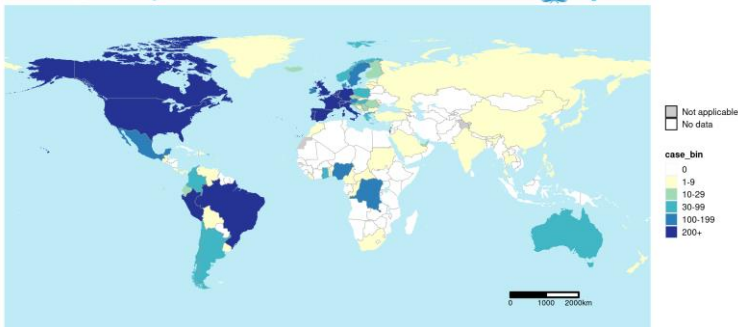 Not applicable
No data
case_bin
0
1-9
10-29
30-99
100-199
200+
0 1000 2000km